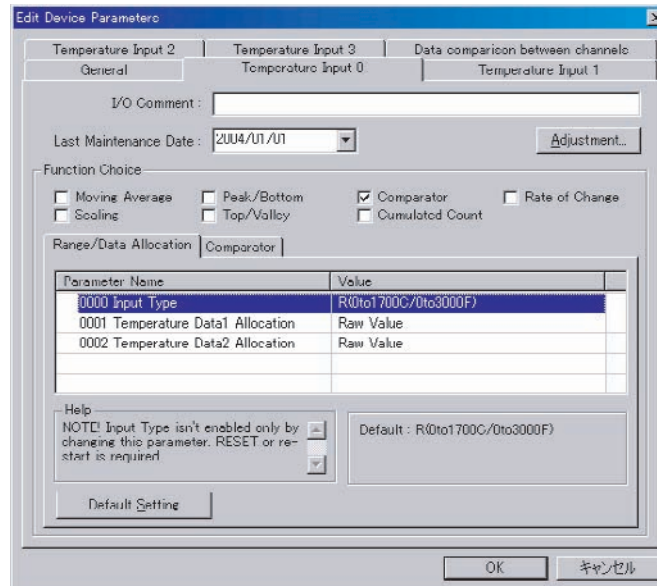 Edit Device Parameters
Temperature Input 2
Temperature Input 3
Data comparison between channels
General
Temperature Input 0
Temperature Input 1
I/O Comment :
Last Maintenance Date :
2004/01/01
Adjustment...
Function Choice
Moving Average
Peak/Bottom
Comparator
Rate of Change
Scaling
Top/Valley
Cumulated Count
Range/Data Allocation
Comparator
Parameter Name
Value
0000 Input Type
R(0to1700C/0to3000F)
0001 Temperature Data1 Allocation
Raw Value
0002 Temperature Data2 Allocation
Raw Value
Help
NOTE! Input Type isn't enabled only by
changing this parameter. RESET or re-
start is required
Default : R(0to1700C/0to3000F)
Default Setting
OK
キャンセル